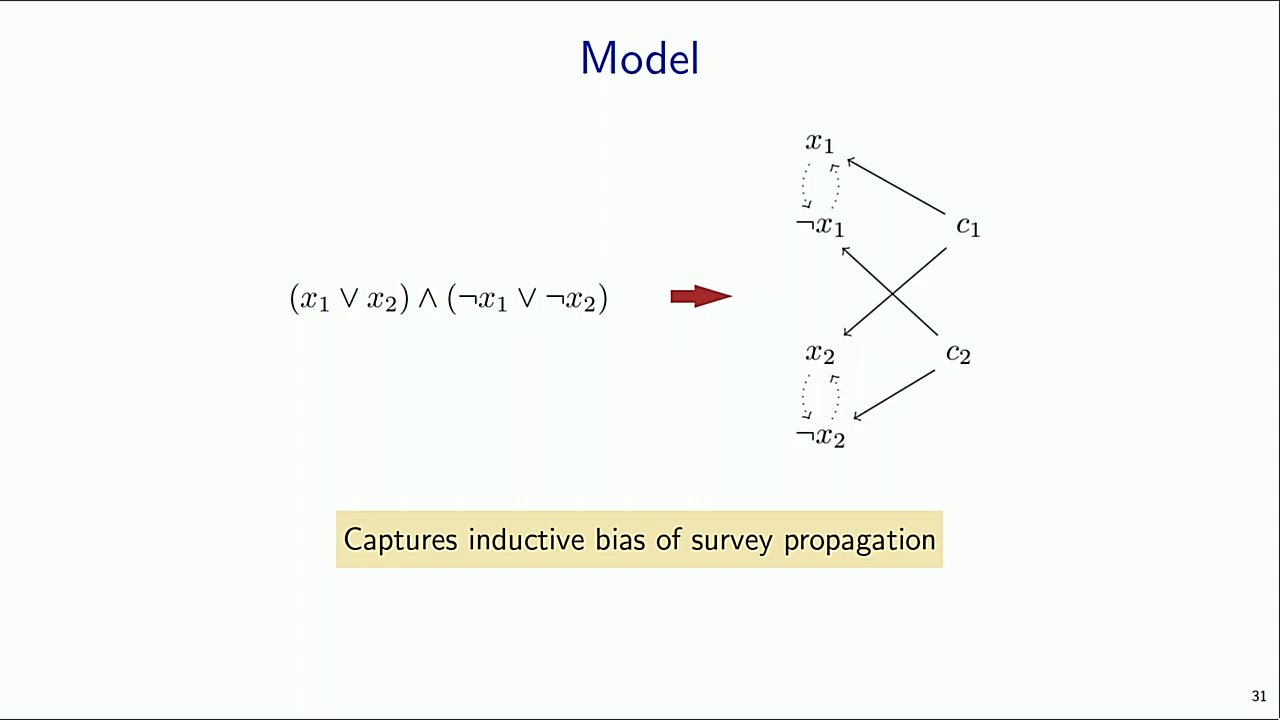 Model
x₁
¬x₁
c₁
(x₁ ∨ x₂) ∧ (¬x₁ ∨ ¬x₂)
x₂
c₂
¬x₂
Captures inductive bias of survey propagation
31